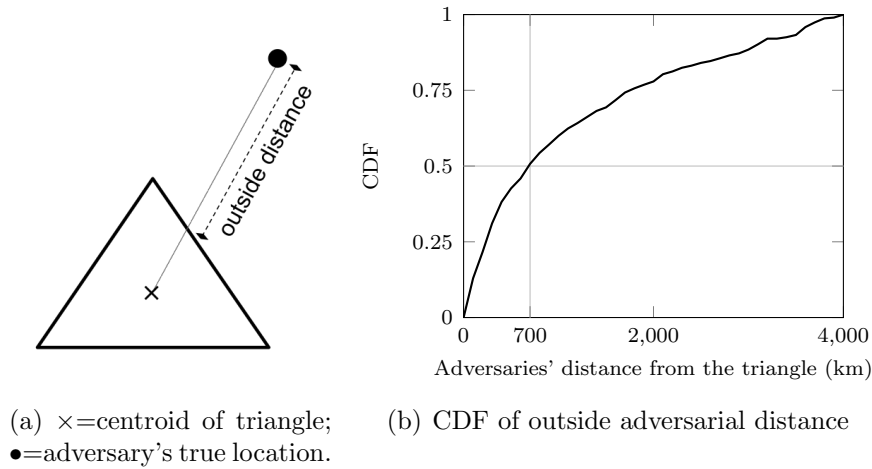 outside distance
CDF
1
0.75
0.5
0.25
0
0 700 2,000 4,000
Adversaries' distance from the triangle (km)
(a) ×=centroid of triangle;
●=adversary's true location.
(b) CDF of outside adversarial distance